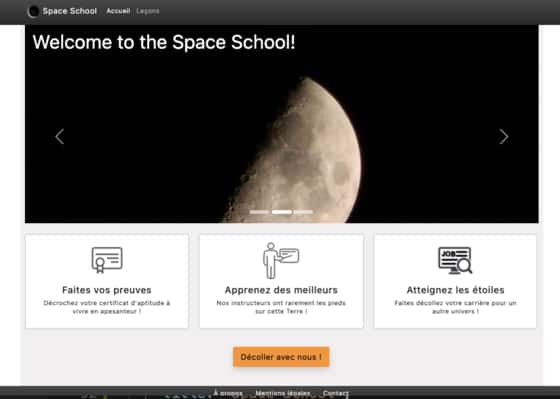 Space School Accueil Leçons
Welcome to the Space School!
JOB
Faites vos preuves
Décrochez votre certificat d'aptitude à
vivre en apesanteur !
Apprenez des meilleurs
Nos instructeurs ont rarement les pieds
sur cette Terre !
Atteignez les étoiles
Faites décollez votre carrière pour un
autre univers !
Décoller avec nous !
À propos Mentions légales Contact